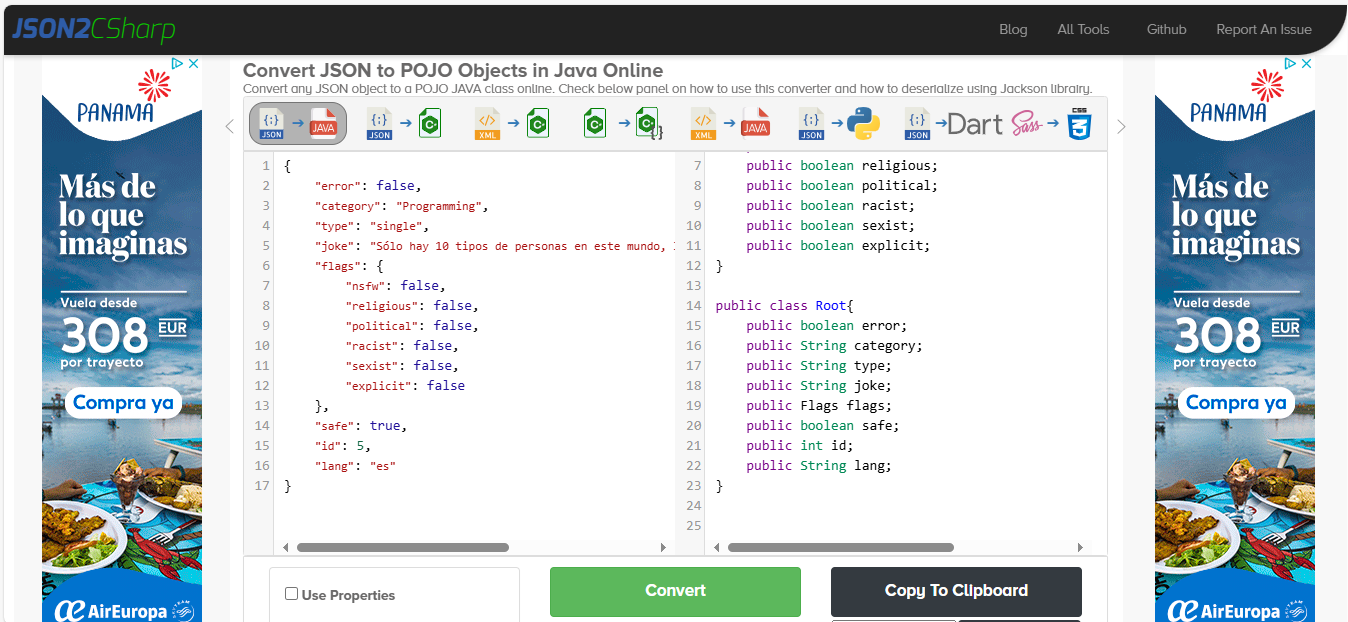 JSON2CSharp
Blog
All Tools
Github
Report An Issue
PANAMA
Más de
lo que
imaginas
Vuela desde
308 EUR
por trayecto
Compra ya
AirEuropa
Convert JSON to POJO Objects in Java Online
Convert any JSON object to a POJO JAVA class online. Check below panel on how to use this converter and how to deserialize using Jackson library.
{;} JSON → JAVA
{;} JSON → C#
</> XML → C#
C# → C# {}
</> XML → JAVA
{;} JSON →
{;} JSON → Dart
Sass → CSS 3
1 {
2 "error": false,
3 "category": "Programming",
4 "type": "single",
5 "joke": "Sólo hay 10 tipos de personas en este mundo,
6 "flags": {
7 "nsfw": false,
8 "religious": false,
9 "political": false,
10 "racist": false,
11 "sexist": false,
12 "explicit": false
13 },
14 "safe": true,
15 "id": 5,
16 "lang": "es"
17 }
7 public boolean religious;
8 public boolean political;
9 public boolean racist;
10 public boolean sexist;
11 public boolean explicit;
12 }
13
14 public class Root{
15 public boolean error;
16 public String category;
17 public String type;
18 public String joke;
19 public Flags flags;
20 public boolean safe;
21 public int id;
22 public String lang;
23 }
24
25
Use Properties
Convert
Copy To Clipboard
PANAMA
Más de
lo que
imaginas
Vuela desde
308 EUR
por trayecto
Compra ya
AirEuropa